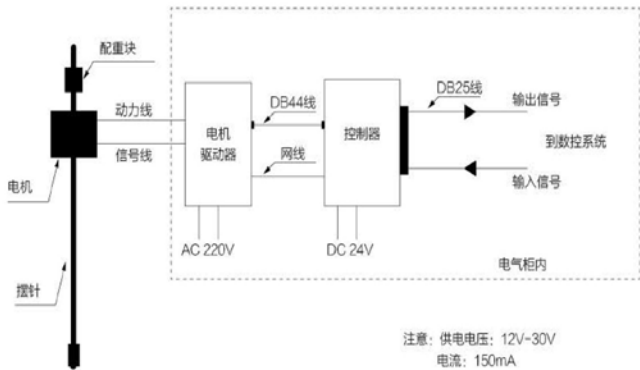 配重块
动力线
信号线
电机
摆针
电机
驱动器
DB44线
网线
控制器
DB25线
输出信号
到数控系统
输入信号
AC 220V
DC 24V
电气柜内
注意: 供电电压: 12V-30V
电流: 150mA